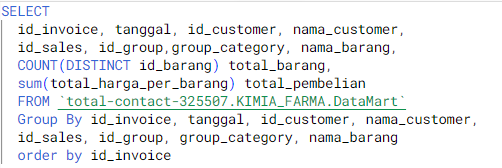 SELECT
id_invoice, tanggal, id_customer, nama_customer,
id_sales, id_group,group_category, nama_barang,
COUNT(DISTINCT id_barang) total_barang,
sum(total_harga_per_barang) total_pembelian
FROM `total-contact-325507.KIMIA_FARMA.DataMart`
Group By id_invoice, tanggal, id_customer, nama_customer,
id_sales, id_group, group_category, nama_barang
order by id_invoice